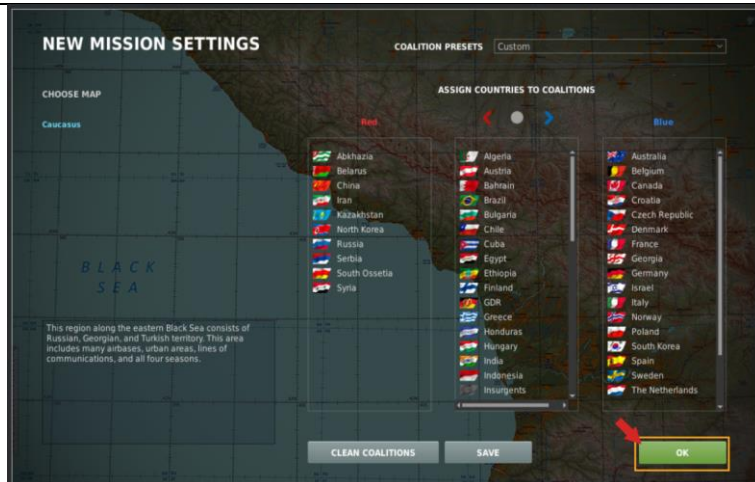 NEW MISSION SETTINGS
COALITION PRESETS Custom
CHOOSE MAP
ASSIGN COUNTRIES TO COALITIONS
Caucasus
Red
Blue
Abkhazia
Belarus
China
Iran
Kazakhstan
North Korea
Russia
Serbia
South Ossetia
Syria
Algeria
Austria
Bahrain
Brazil
Bulgaria
Chile
Cuba
Egypt
Ethiopia
Finland
GDR
Greece
Honduras
Hungary
India
Indonesia
Insurgents
Australia
Belgium
Canada
Croatia
Czech Republic
Denmark
France
Georgia
Germany
Israel
Italy
Norway
Poland
South Korea
Spain
Sweden
The Netherlands
BLACK
SEA
This region along the eastern Black Sea consists of
Russian, Georgian, and Turkish territory. This area
includes many airbases, urban areas, lines of
communications, and all four seasons.
CLEAN COALITIONS
SAVE
OK